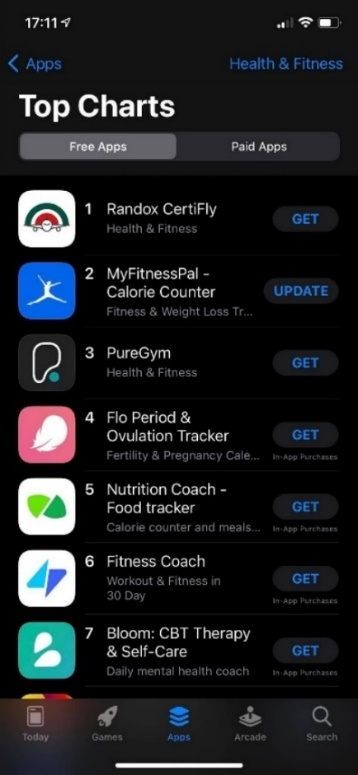 17:11
Apps
Health & Fitness
Top Charts
Free Apps
Paid Apps
1 Randox CertiFly
Health & Fitness
GET
2 MyFitnessPal -
Calorie Counter
Fitness & Weight Loss Tr...
UPDATE
3 PureGym
Health & Fitness
GET
4 Flo Period &
Ovulation Tracker
Fertility & Pregnancy Cale...
GET
In-App Purchases
5 Nutrition Coach -
Food tracker
Calorie counter and meals...
GET
In-App Purchases
6 Fitness Coach
Workout & Fitness in
30 Day
GET
In-App Purchases
7 Bloom: CBT Therapy
& Self-Care
Daily mental health coach
GET
In-App Purchases
Today
Games
Apps
Arcade
Search